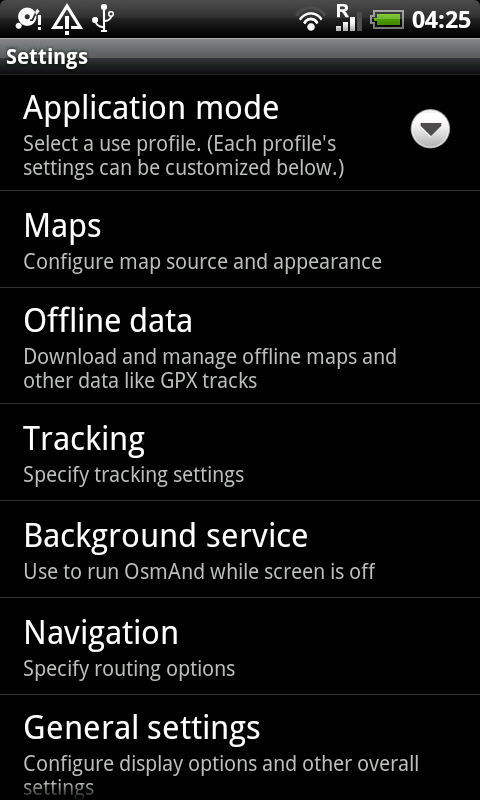 R
04:25
Settings
Application mode
Select a use profile. (Each profile's
settings can be customized below.)
Maps
Configure map source and appearance
Offline data
Download and manage offline maps and
other data like GPX tracks
Tracking
Specify tracking settings
Background service
Use to run OsmAnd while screen is off
Navigation
Specify routing options
General settings
Configure display options and other overall
settings